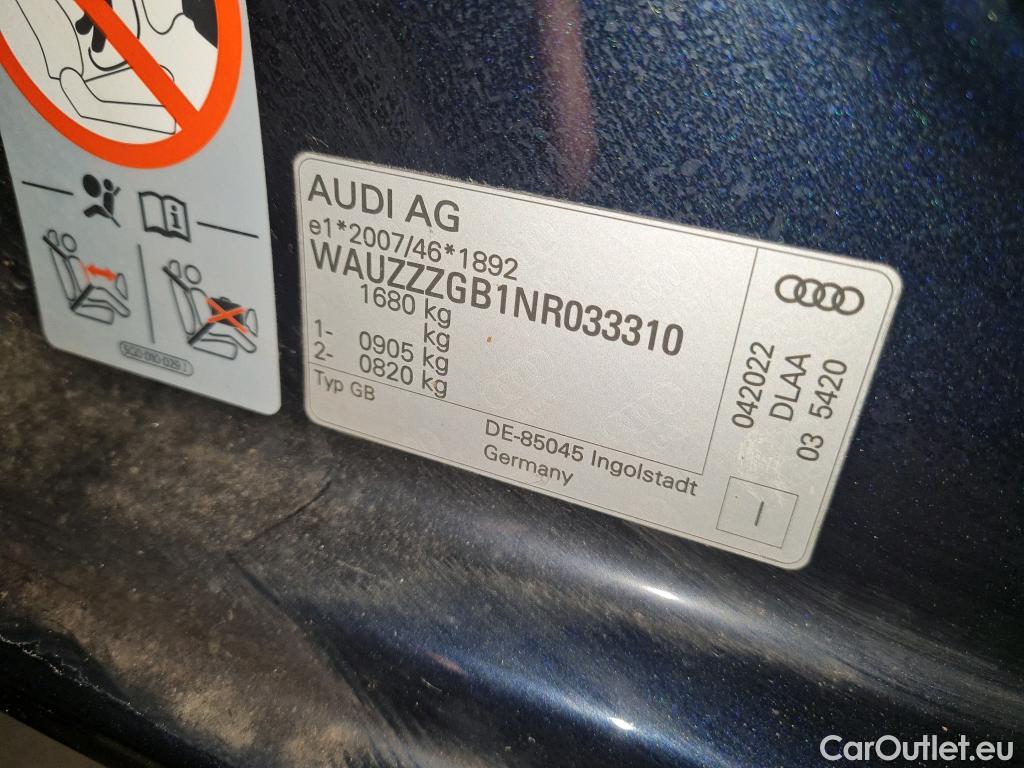 AUDI AG
e1*2007/46*1892
WAUZZZGB1NR033310
1680 kg
kg
1- 0905 kg
2- 0820 kg
Typ GB
DE-85045 Ingolstadt
Germany
042022
DLAA
03 5420
CarOutlet.eu